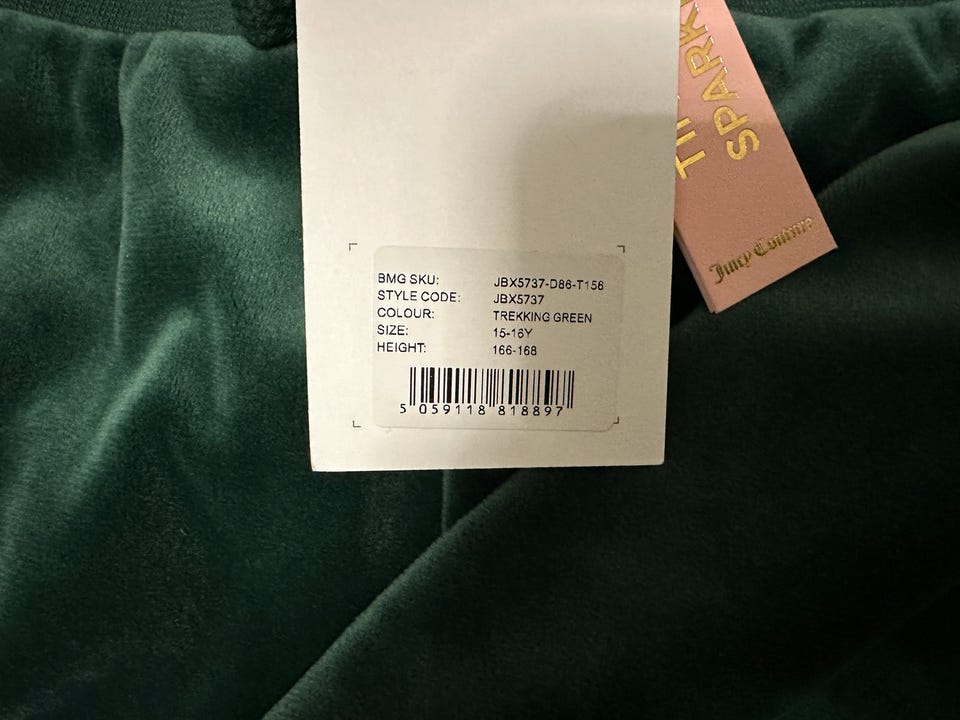 BMG SKU: JBX5737-D86-T156
STYLE CODE: JBX5737
COLOUR: TREKKING GREEN
SIZE: 15-16Y
HEIGHT: 166-168
5 059118 818897
Juicy Couture